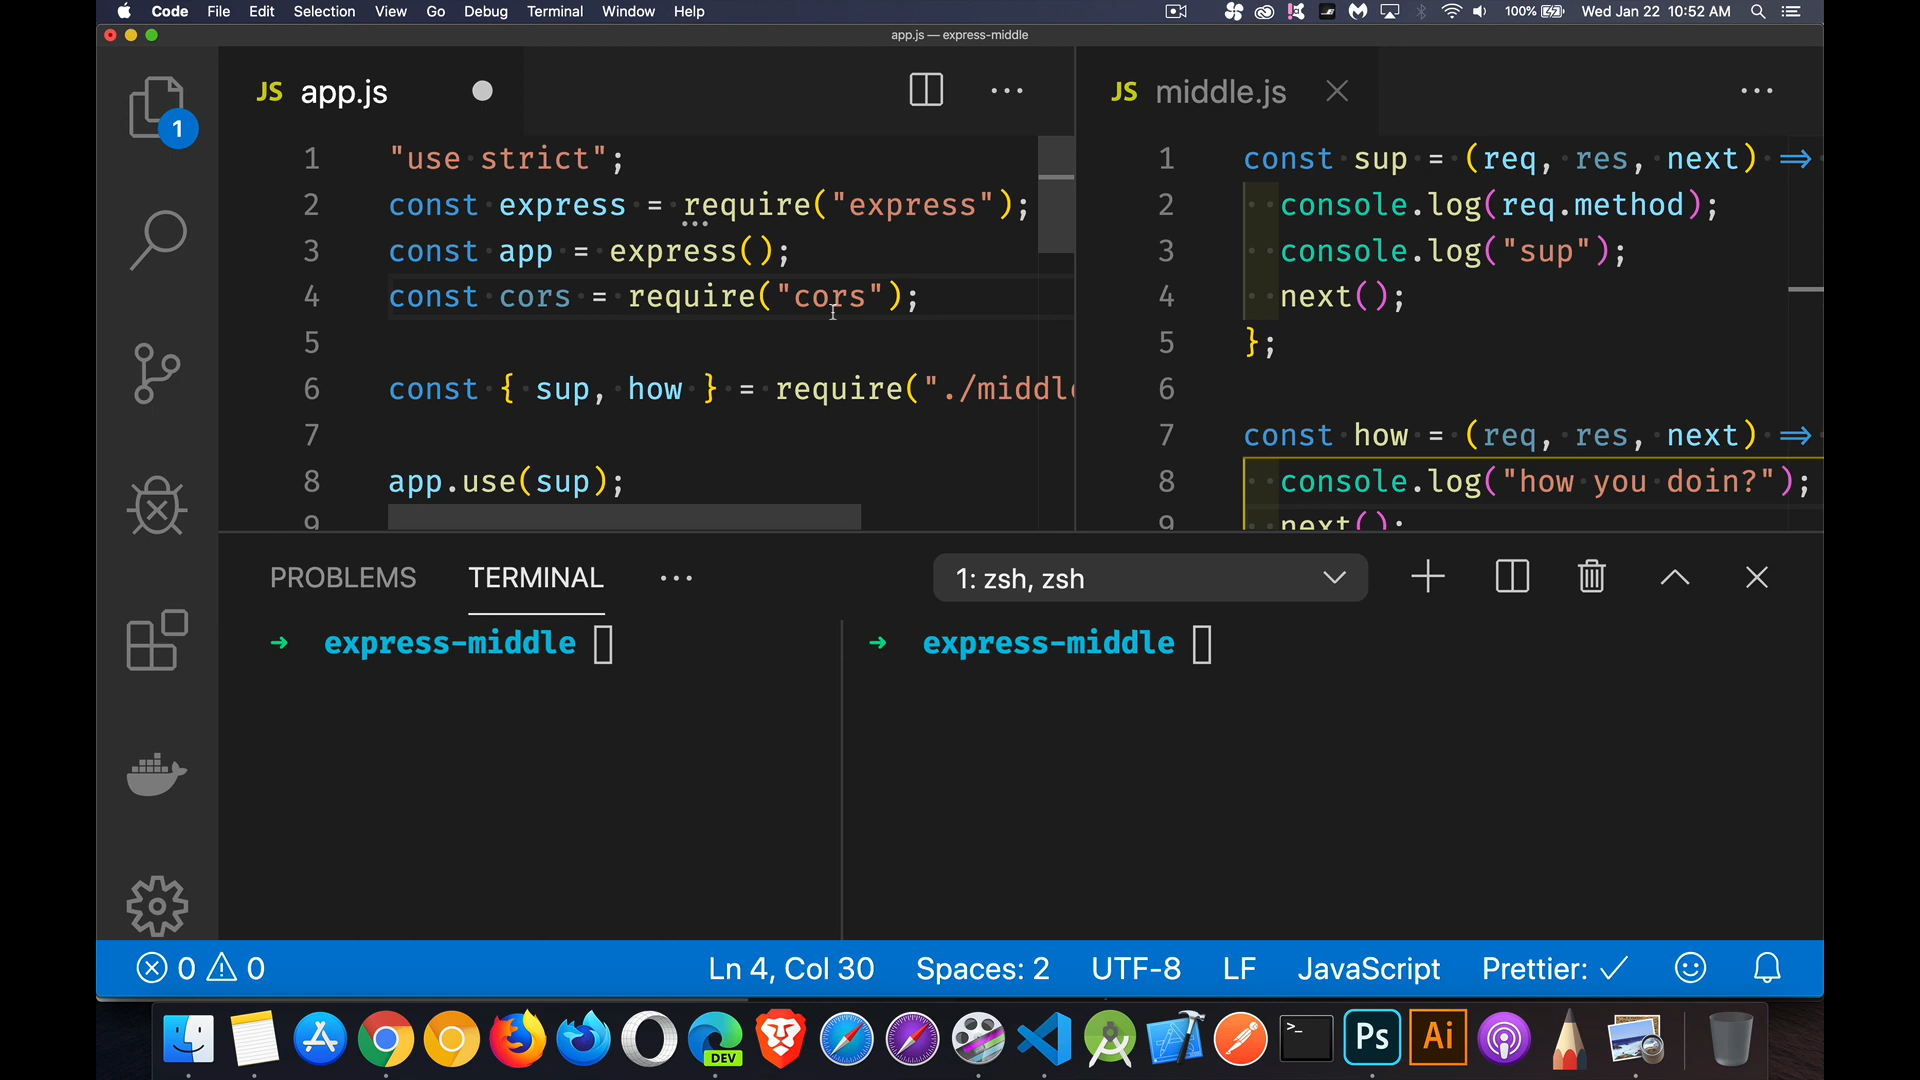 Code File Edit Selection View Go Debug Terminal Window Help 100% Wed Jan 22 10:52 AM
app.js — express-middle
JS app.js
1 "use strict";
2 const express = require("express");
3 const app = express();
4 const cors = require("cors");
5
6 const { sup, how } = require("./middle
7
8 app.use(sup);
9
JS middle.js
1 const sup = (req, res, next) =>
2 console.log(req.method);
3 console.log("sup");
4 next();
5 };
6
7 const how = (req, res, next) =>
8 console.log("how you doin?");
9 next();
1
PROBLEMS TERMINAL 1: zsh, zsh
→ express-middle
→ express-middle
0 0 Ln 4, Col 30 Spaces: 2 UTF-8 LF JavaScript Prettier: ✓
DEV
>_
Ps
Ai